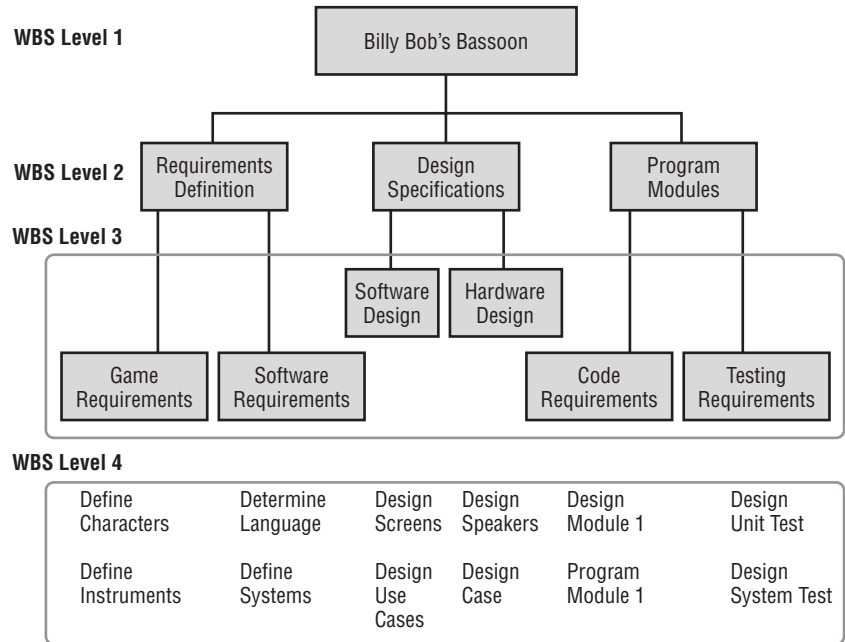 WBS Level 1
Billy Bob's Bassoon
WBS Level 2
Requirements
Definition
Design
Specifications
Program
Modules
WBS Level 3
Software
Design
Hardware
Design
Game
Requirements
Software
Requirements
Code
Requirements
Testing
Requirements
WBS Level 4
Define
Characters
Determine
Language
Design
Screens
Design
Speakers
Design
Module 1
Design
Unit Test
Define
Instruments
Define
Systems
Design
Use
Cases
Design
Case
Program
Module 1
Design
System Test